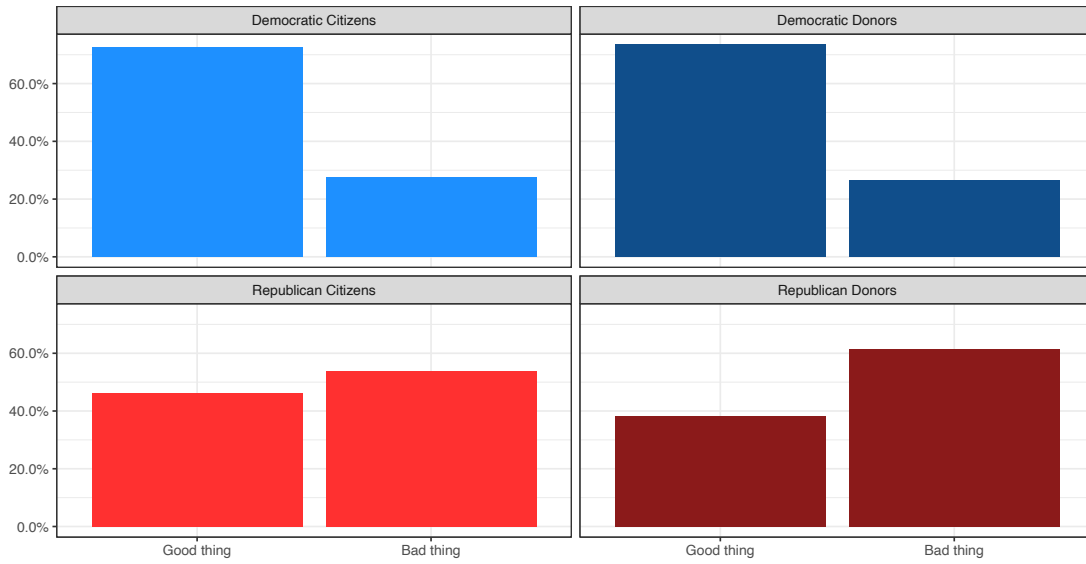 Democratic Citizens
Democratic Donors
60.0%
40.0%
20.0%
0.0%
Republican Citizens
Republican Donors
60.0%
40.0%
20.0%
0.0%
Good thing
Bad thing
Good thing
Bad thing